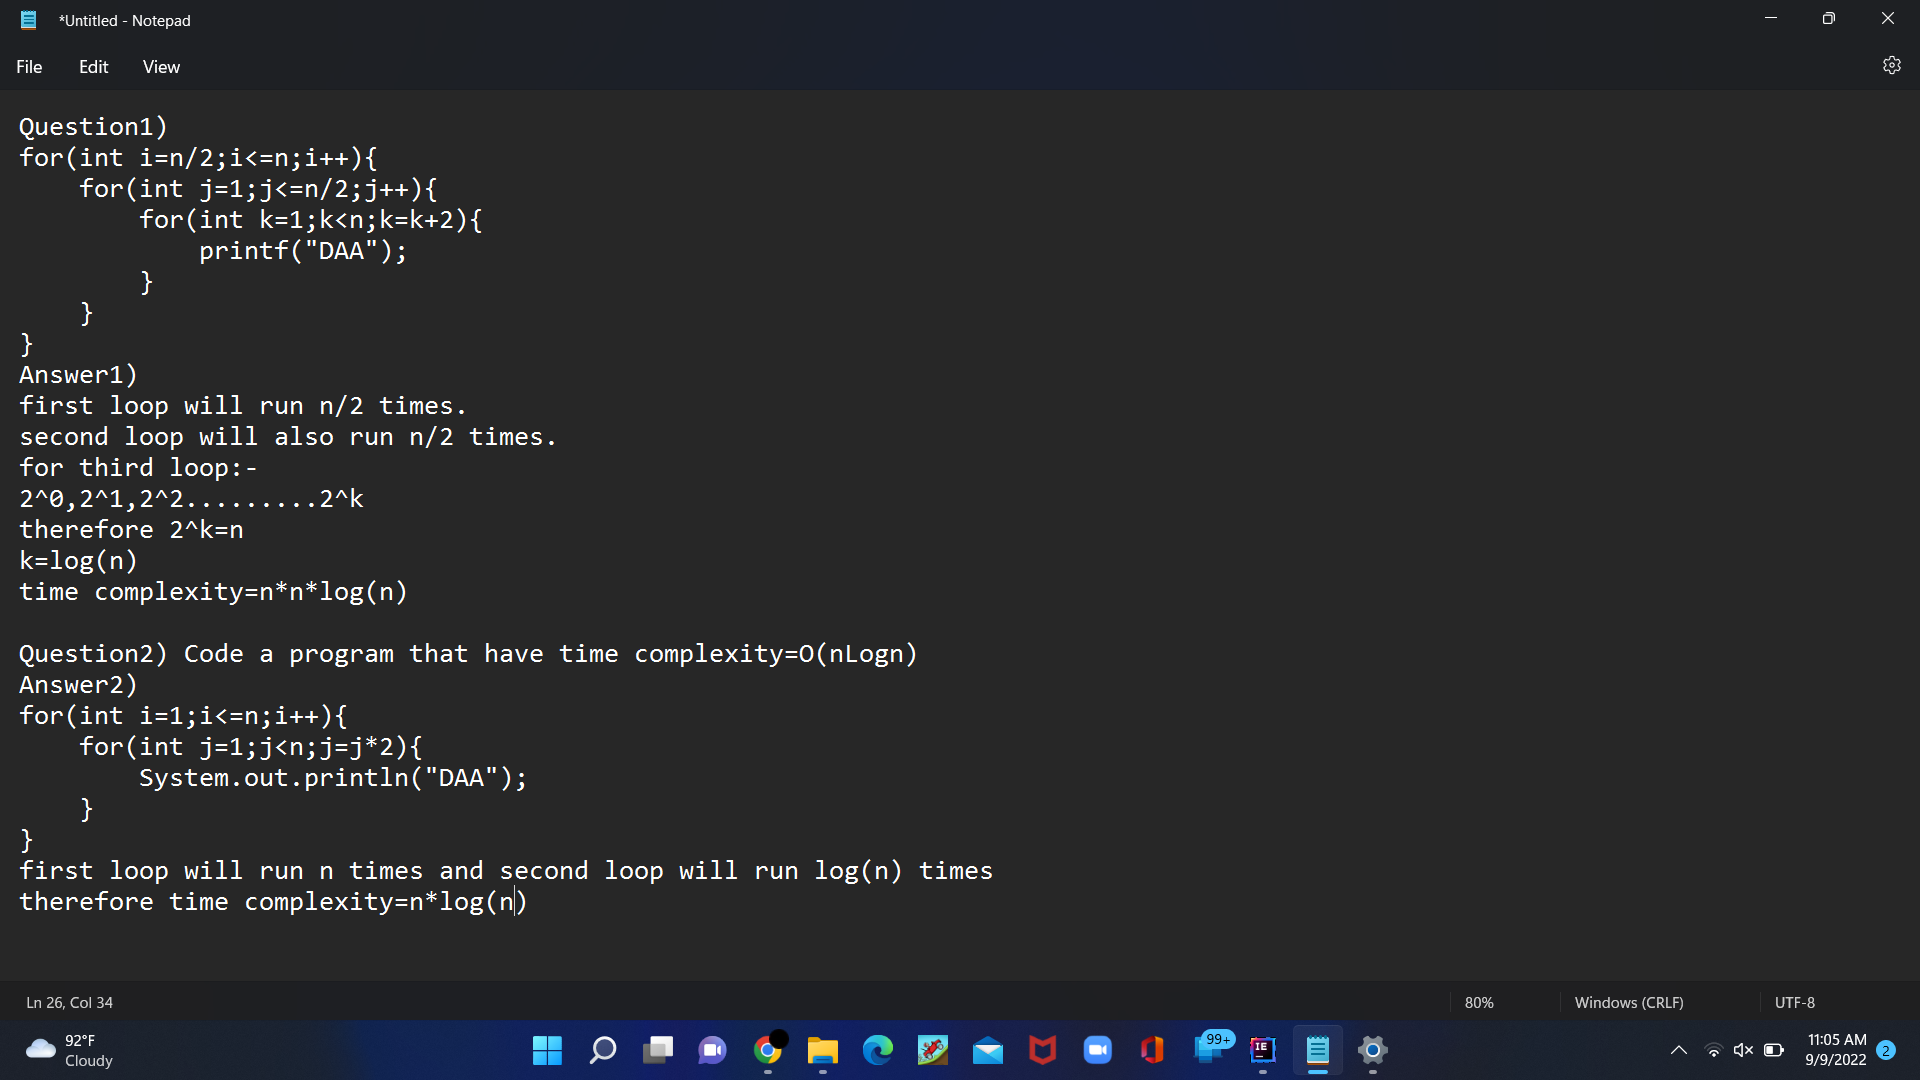 *Untitled - Notepad
File Edit View
Question1)
for(int i=n/2;i<=n;i++){
    for(int j=1;j<=n/2;j++){
        for(int k=1;k<n;k=k+2){
            printf("DAA");
        }
    }
}
Answer1)
first loop will run n/2 times.
second loop will also run n/2 times.
for third loop:-
2^0,2^1,2^2.........2^k
therefore 2^k=n
k=log(n)
time complexity=n*n*log(n)
Question2) Code a program that have time complexity=O(nLogn)
Answer2)
for(int i=1;i<=n;i++){
    for(int j=1;j<n;j=j*2){
        System.out.println("DAA");
    }
}
first loop will run n times and second loop will run log(n) times
therefore time complexity=n*log(n)
Ln 26, Col 34 80% Windows (CRLF) UTF-8
92°F
Cloudy
99+
IE
11:05 AM
9/9/2022
2